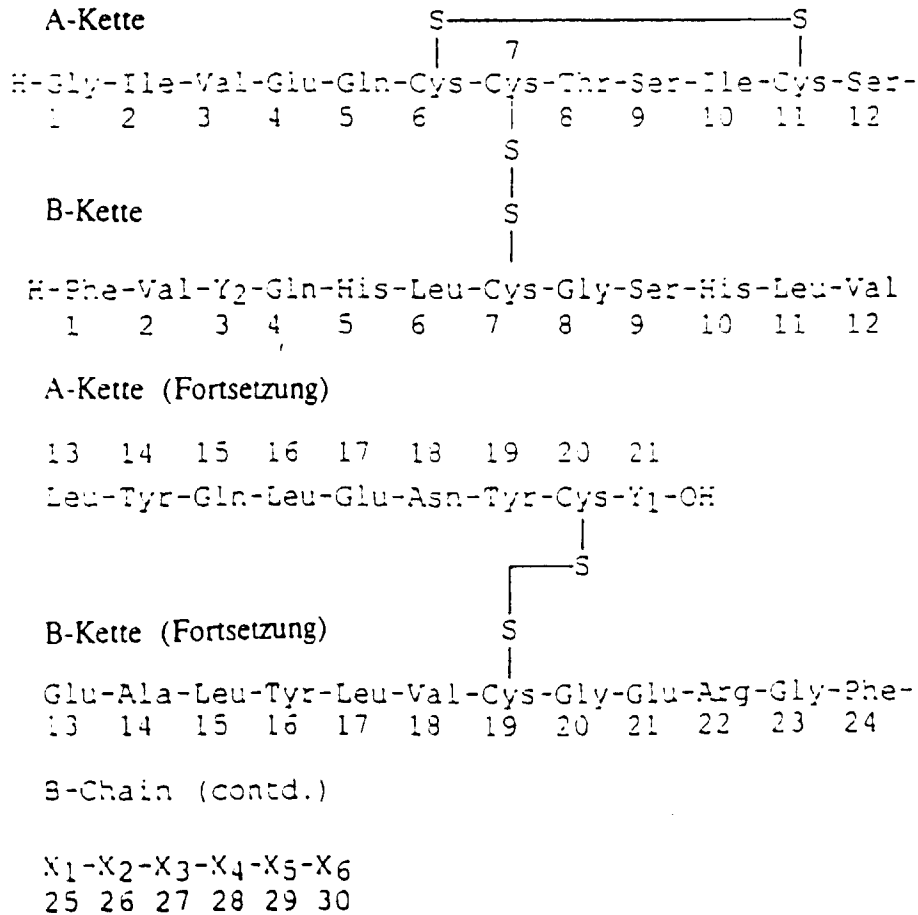 A-Kette
S S
7
H-Gly-Ile-Val-Glu-Gln-Cys-Cys-Thr-Ser-Ile-Cys-Ser-
1 2 3 4 5 6 8 9 10 11 12
S
S
B-Kette
H-Phe-Val-Y2-Gln-His-Leu-Cys-Gly-Ser-His-Leu-Val
1 2 3 4 5 6 7 8 9 10 11 12
A-Kette (Fortsetzung)
13 14 15 16 17 18 19 20 21
Leu-Tyr-Gln-Leu-Glu-Asn-Tyr-Cys-Y1-OH
S
S
B-Kette (Fortsetzung)
Glu-Ala-Leu-Tyr-Leu-Val-Cys-Gly-Glu-Arg-Gly-Phe-
13 14 15 16 17 18 19 20 21 22 23 24
B-Chain (contd.)
X1-X2-X3-X4-X5-X6
25 26 27 28 29 30